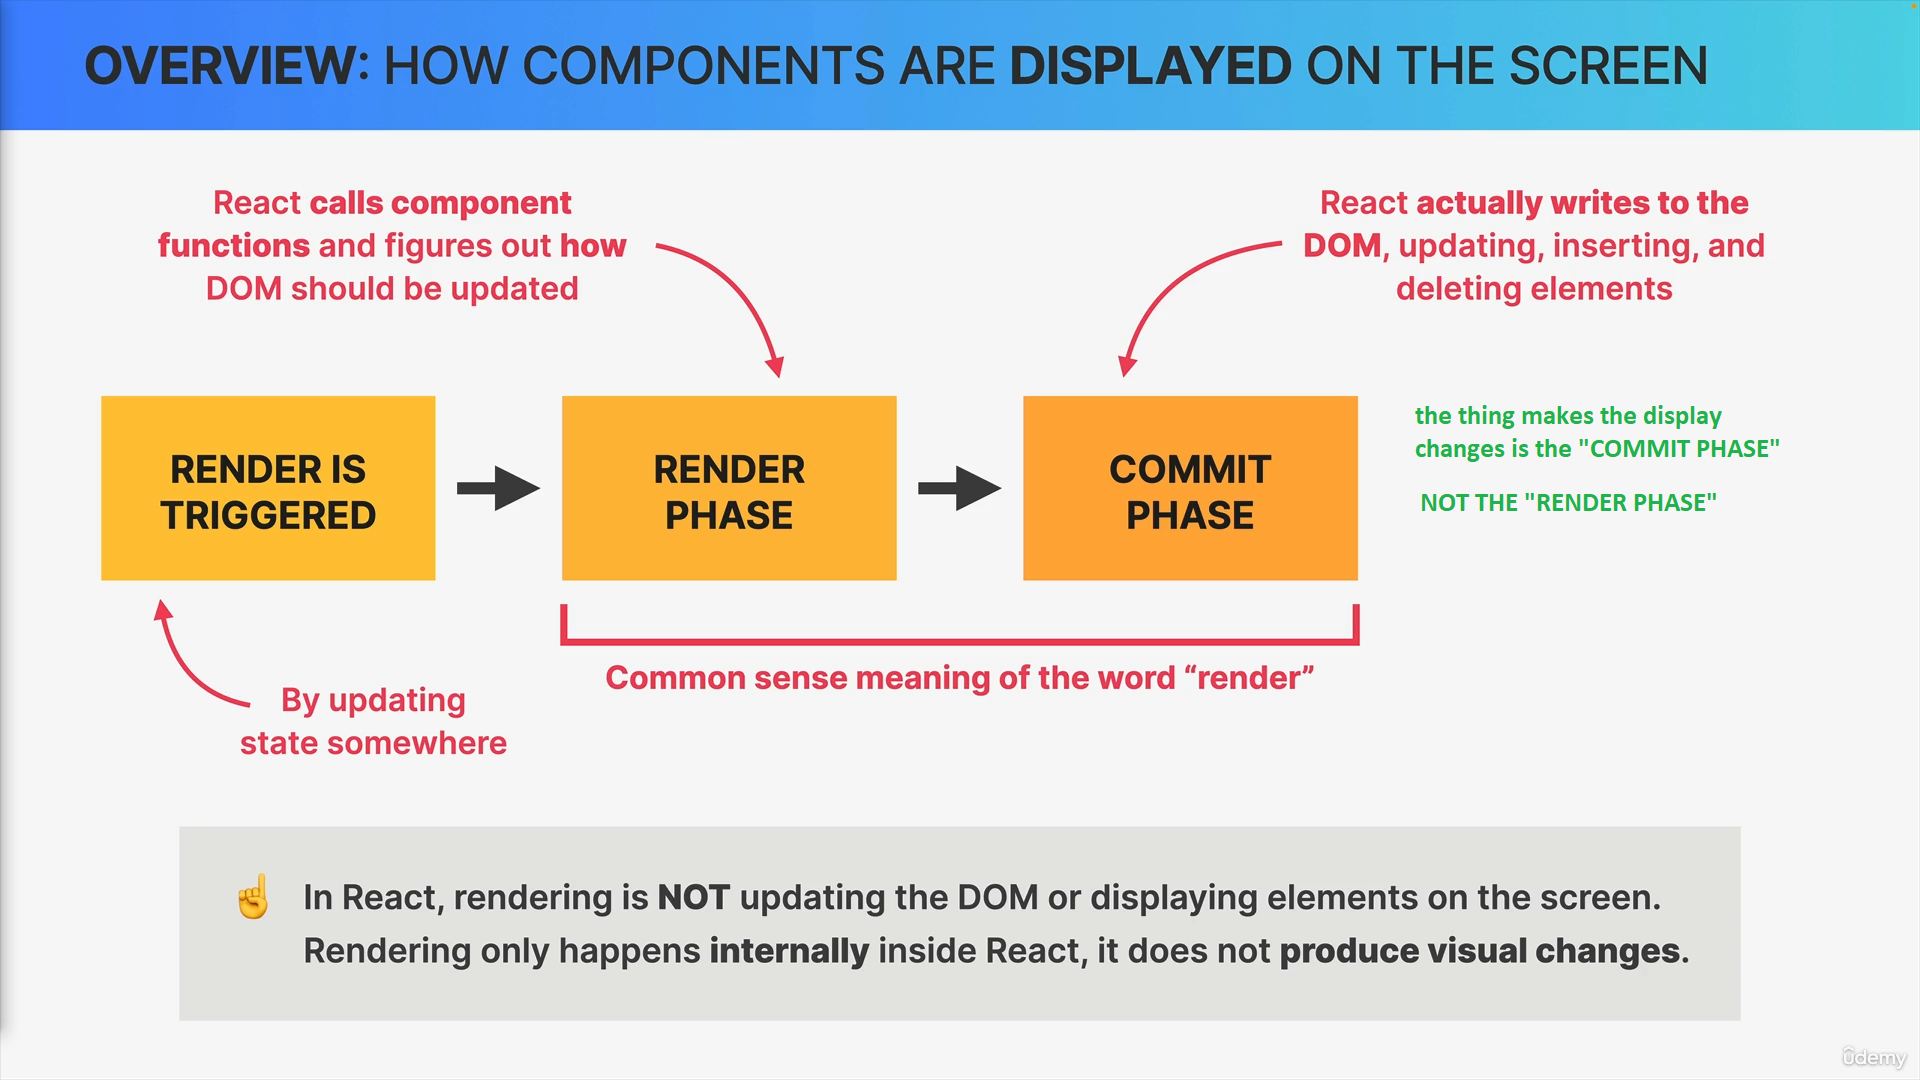 OVERVIEW: HOW COMPONENTS ARE DISPLAYED ON THE SCREEN
React calls component
functions and figures out how
DOM should be updated
React actually writes to the
DOM, updating, inserting, and
deleting elements
RENDER IS
TRIGGERED
RENDER
PHASE
COMMIT
PHASE
the thing makes the display
changes is the "COMMIT PHASE"
NOT THE "RENDER PHASE"
By updating
state somewhere
Common sense meaning of the word “render”
In React, rendering is NOT updating the DOM or displaying elements on the screen.
Rendering only happens internally inside React, it does not produce visual changes.
ûdemy